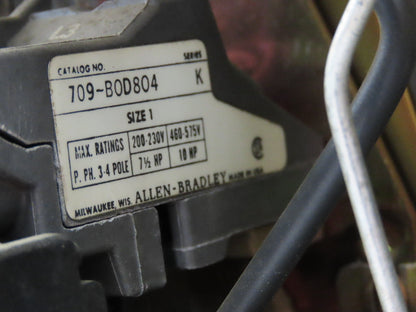 L3
CATALOG NO. SERIES
709-BOD804 K
SIZE 1
MAX. RATINGS 200-230V 460-575V
P. PH. 3-4 POLE 7½ HP 10 HP
MILWAUKEE, WIS. ALLEN-BRADLEY MADE IN USA